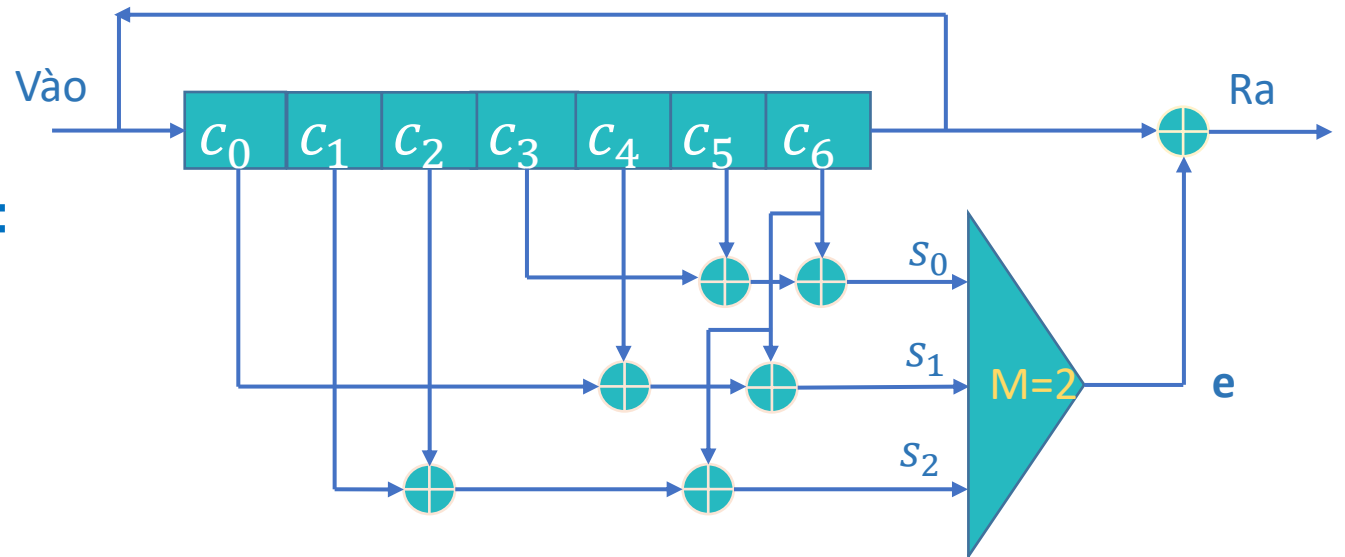 Vào
Ra
c₀ c₁ c₂ c₃ c₄ c₅ c₆
:
s₀
s₁
M=2
e
s₂